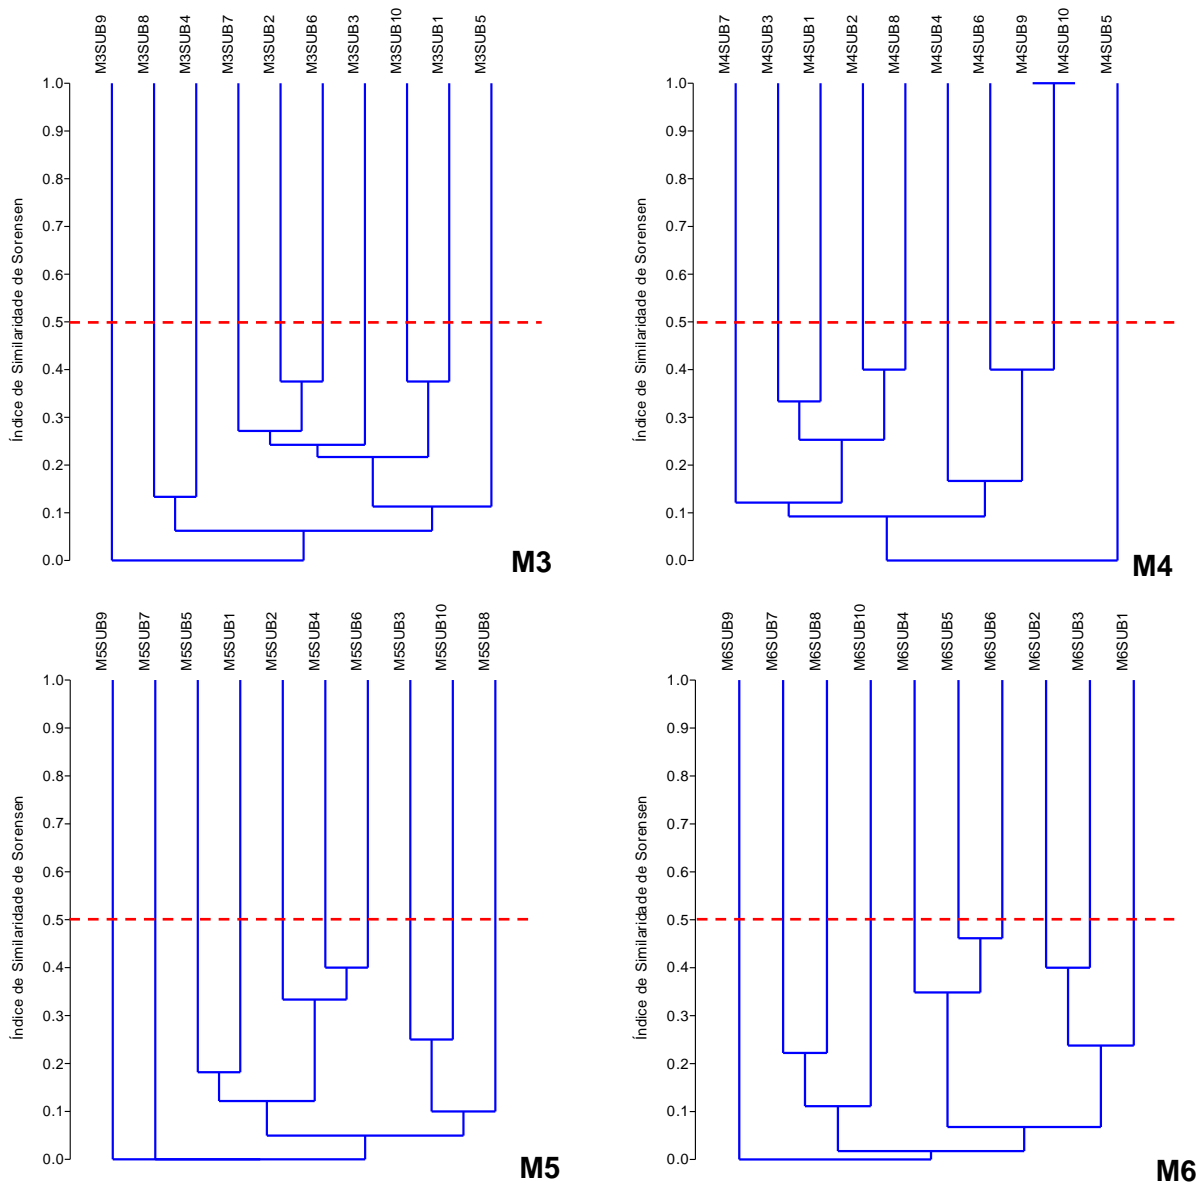 M3SUB9
M3SUB8
M3SUB4
M3SUB7
M3SUB2
M3SUB6
M3SUB3
M3SUB10
M3SUB1
M3SUB5
1.0
0.9
0.8
0.7
0.6
0.5
0.4
0.3
0.2
0.1
0.0
Índice de Similaridade de Sorensen
M3
M4SUB7
M4SUB3
M4SUB1
M4SUB2
M4SUB8
M4SUB4
M4SUB6
M4SUB9
M4SUB10
M4SUB5
1.0
0.9
0.8
0.7
0.6
0.5
0.4
0.3
0.2
0.1
0.0
Índice de Similaridade de Sorensen
M4
M5SUB9
M5SUB7
M5SUB5
M5SUB1
M5SUB2
M5SUB4
M5SUB6
M5SUB3
M5SUB10
M5SUB8
1.0
0.9
0.8
0.7
0.6
0.5
0.4
0.3
0.2
0.1
0.0
Índice de Similaridade de Sorensen
M5
M6SUB9
M6SUB7
M6SUB8
M6SUB10
M6SUB4
M6SUB5
M6SUB6
M6SUB2
M6SUB3
M6SUB1
1.0
0.9
0.8
0.7
0.6
0.5
0.4
0.3
0.2
0.1
0.0
Índice de Similaridade de Sorensen
M6